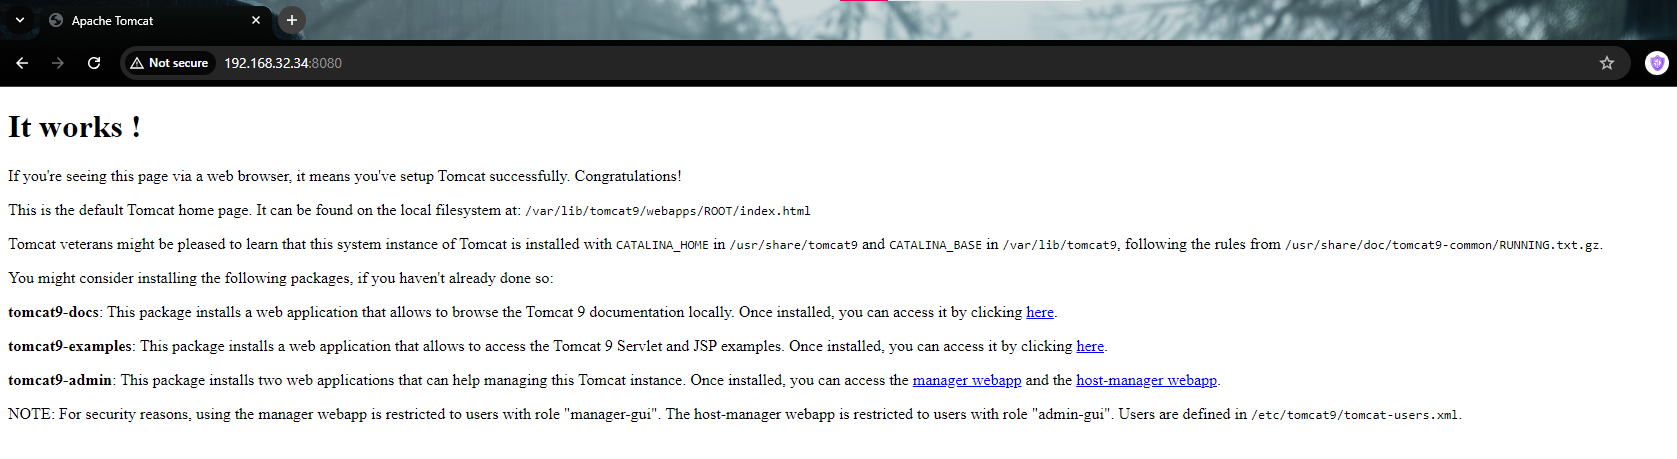 Apache Tomcat
Not secure
192.168.32.34:8080
It works !
If you're seeing this page via a web browser, it means you've setup Tomcat successfully. Congratulations!
This is the default Tomcat home page. It can be found on the local filesystem at: /var/lib/tomcat9/webapps/ROOT/index.html
Tomcat veterans might be pleased to learn that this system instance of Tomcat is installed with CATALINA_HOME in /usr/share/tomcat9 and CATALINA_BASE in /var/lib/tomcat9, following the rules from /usr/share/doc/tomcat9-common/RUNNING.txt.gz.
You might consider installing the following packages, if you haven't already done so:
tomcat9-docs: This package installs a web application that allows to browse the Tomcat 9 documentation locally. Once installed, you can access it by clicking here.
tomcat9-examples: This package installs a web application that allows to access the Tomcat 9 Servlet and JSP examples. Once installed, you can access it by clicking here.
tomcat9-admin: This package installs two web applications that can help managing this Tomcat instance. Once installed, you can access the manager webapp and the host-manager webapp.
NOTE: For security reasons, using the manager webapp is restricted to users with role "manager-gui". The host-manager webapp is restricted to users with role "admin-gui". Users are defined in /etc/tomcat9/tomcat-users.xml.